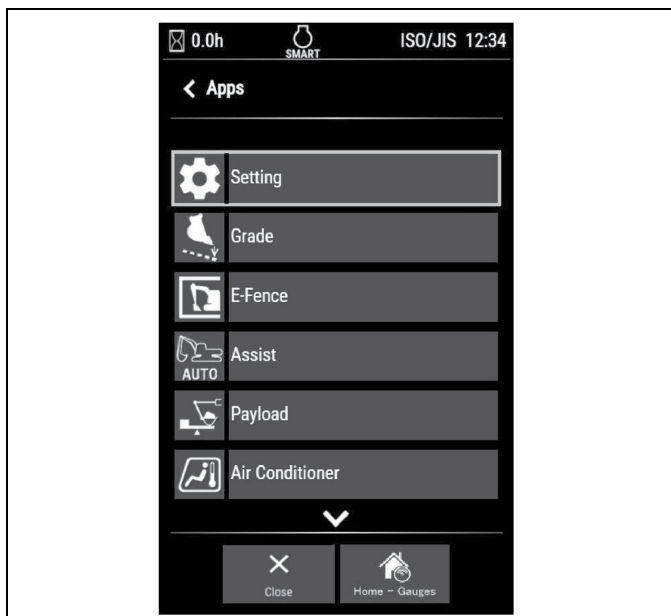 0.0h SMART ISO/JIS 12:34
Apps
Setting
Grade
E-Fence
AUTO Assist
Payload
Air Conditioner
Close Home - Gauges